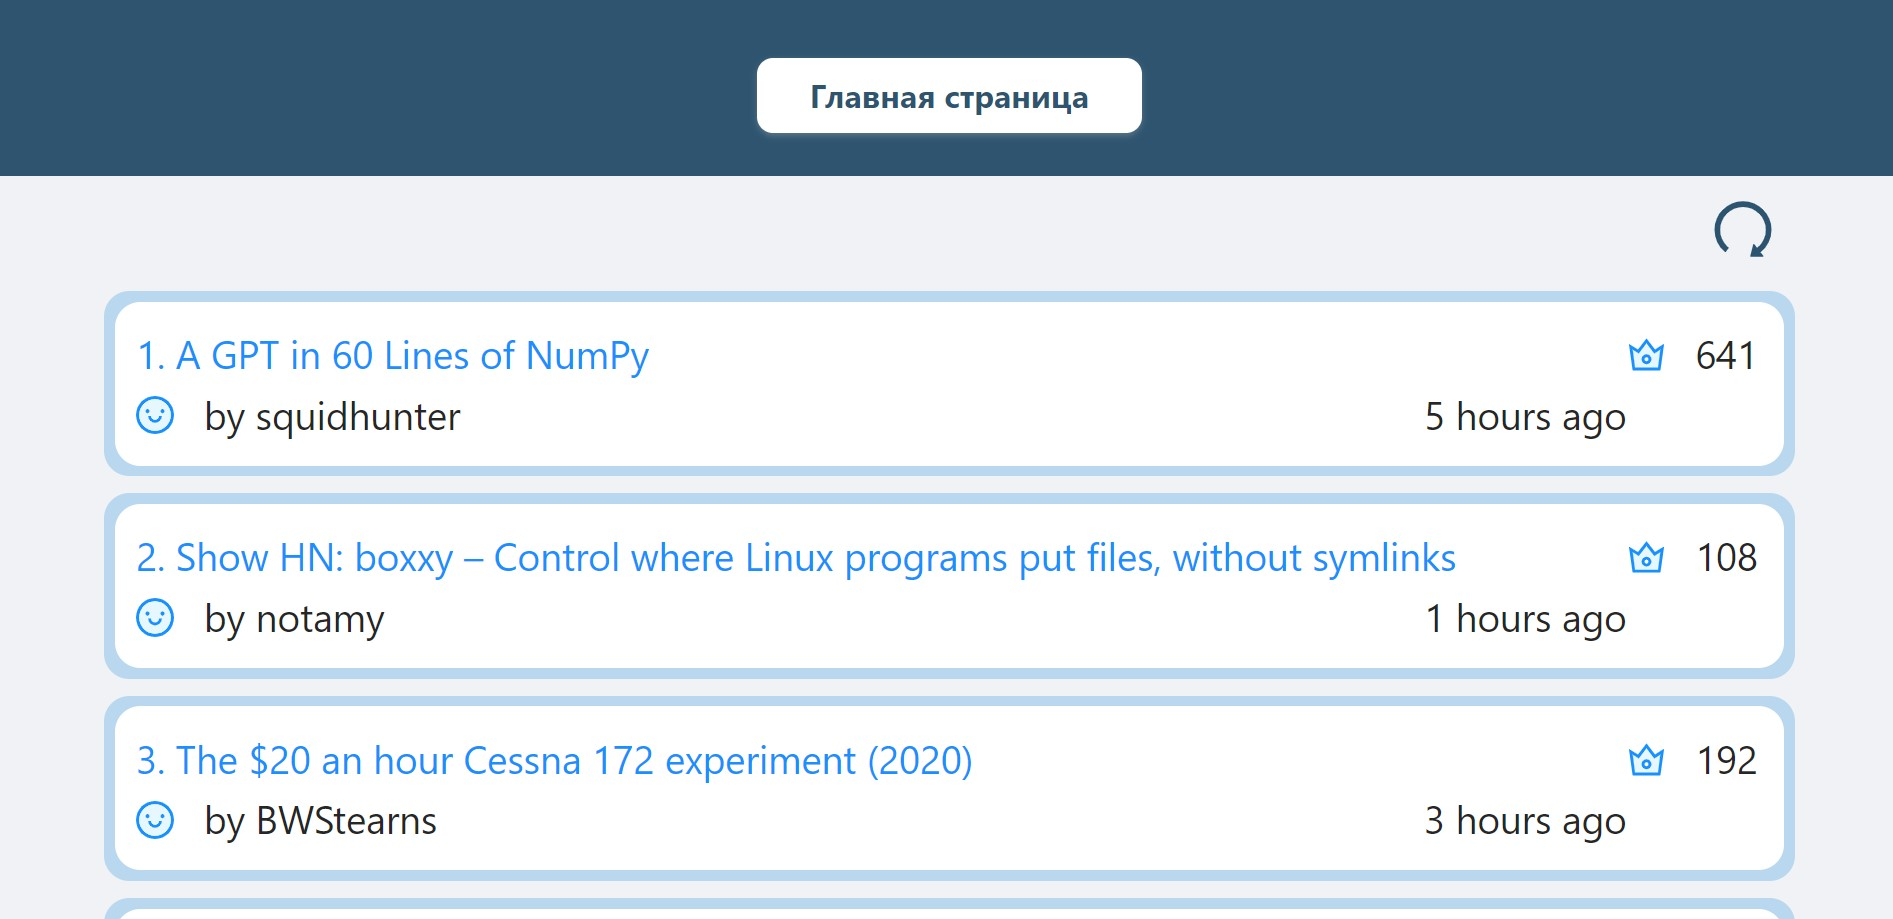 Главная страница
1. A GPT in 60 Lines of NumPy 641
by squidhunter 5 hours ago
2. Show HN: boxxy – Control where Linux programs put files, without symlinks 108
by notamy 1 hours ago
3. The $20 an hour Cessna 172 experiment (2020) 192
by BWStearns 3 hours ago